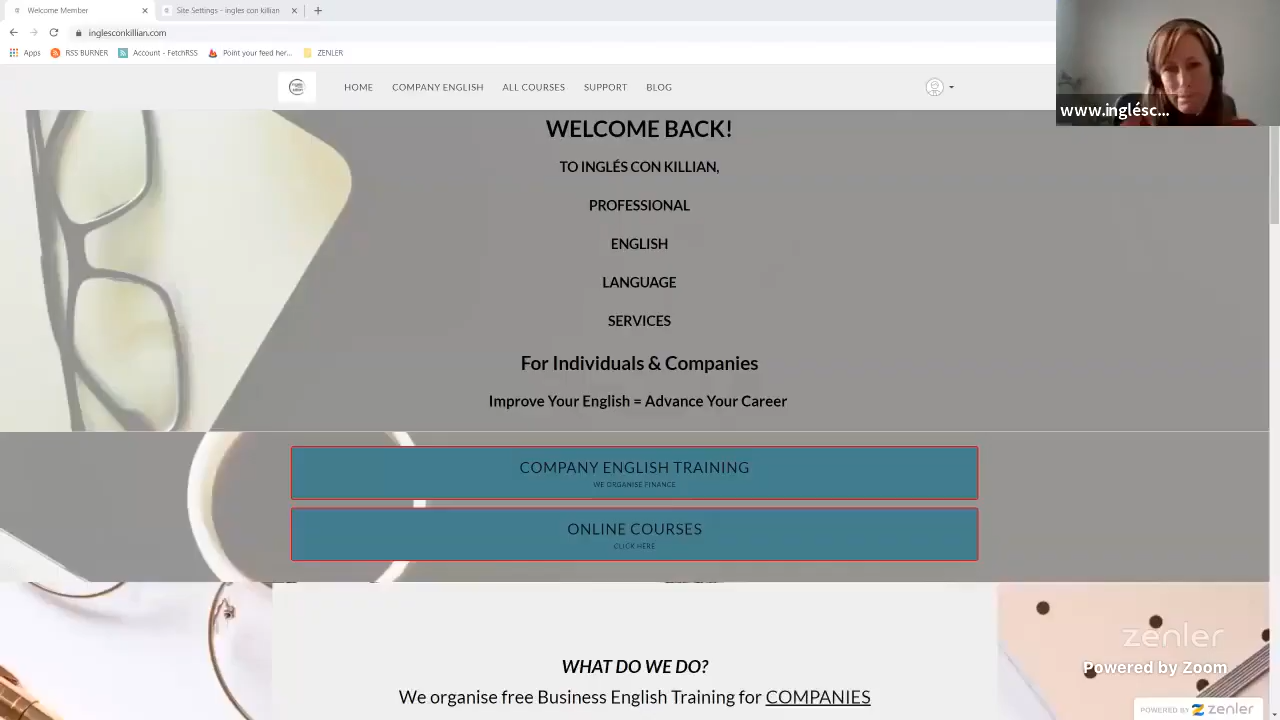 Welcome Member
Site Settings - ingles con killian
inglesconkillian.com
Apps
RSS BURNER
Account - FetchRSS
Point your feed her...
ZENLER
HOME
COMPANY ENGLISH
ALL COURSES
SUPPORT
BLOG
www.inglésc...
WELCOME BACK!
TO INGLÉS CON KILLIAN,
PROFESSIONAL
ENGLISH
LANGUAGE
SERVICES
For Individuals & Companies
Improve Your English = Advance Your Career
COMPANY ENGLISH TRAINING
WE ORGANISE FINANCE
ONLINE COURSES
CLICK HERE
WHAT DO WE DO?
We organise free Business English Training for COMPANIES
zenler
Powered by Zoom
POWERED BY zenler